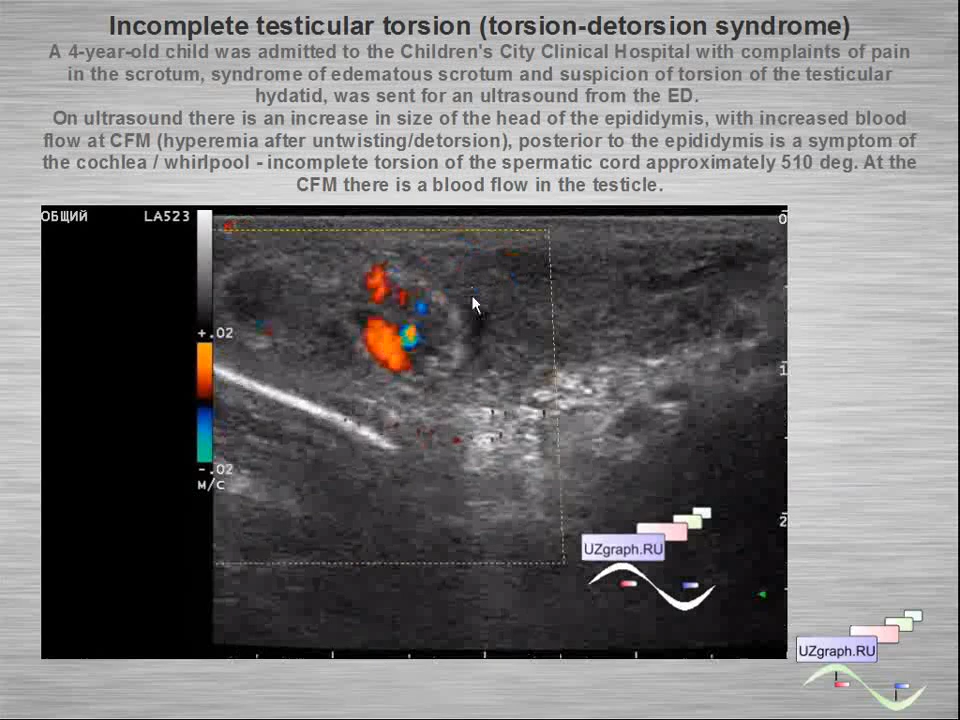 Incomplete testicular torsion (torsion-detorsion syndrome)
A 4-year-old child was admitted to the Children's City Clinical Hospital with complaints of pain
in the scrotum, syndrome of edematous scrotum and suspicion of torsion of the testicular
hydatid, was sent for an ultrasound from the ED.
On ultrasound there is an increase in size of the head of the epididymis, with increased blood
flow at CFM (hyperemia after untwisting/detorsion), posterior to the epididymis is a symptom of
the cochlea / whirlpool - incomplete torsion of the spermatic cord approximately 510 deg. At the
CFM there is a blood flow in the testicle.
ОБЩИЙ LA523
0
+.02
1
-.02
М/С
2
UZgraph.RU
UZgraph.RU